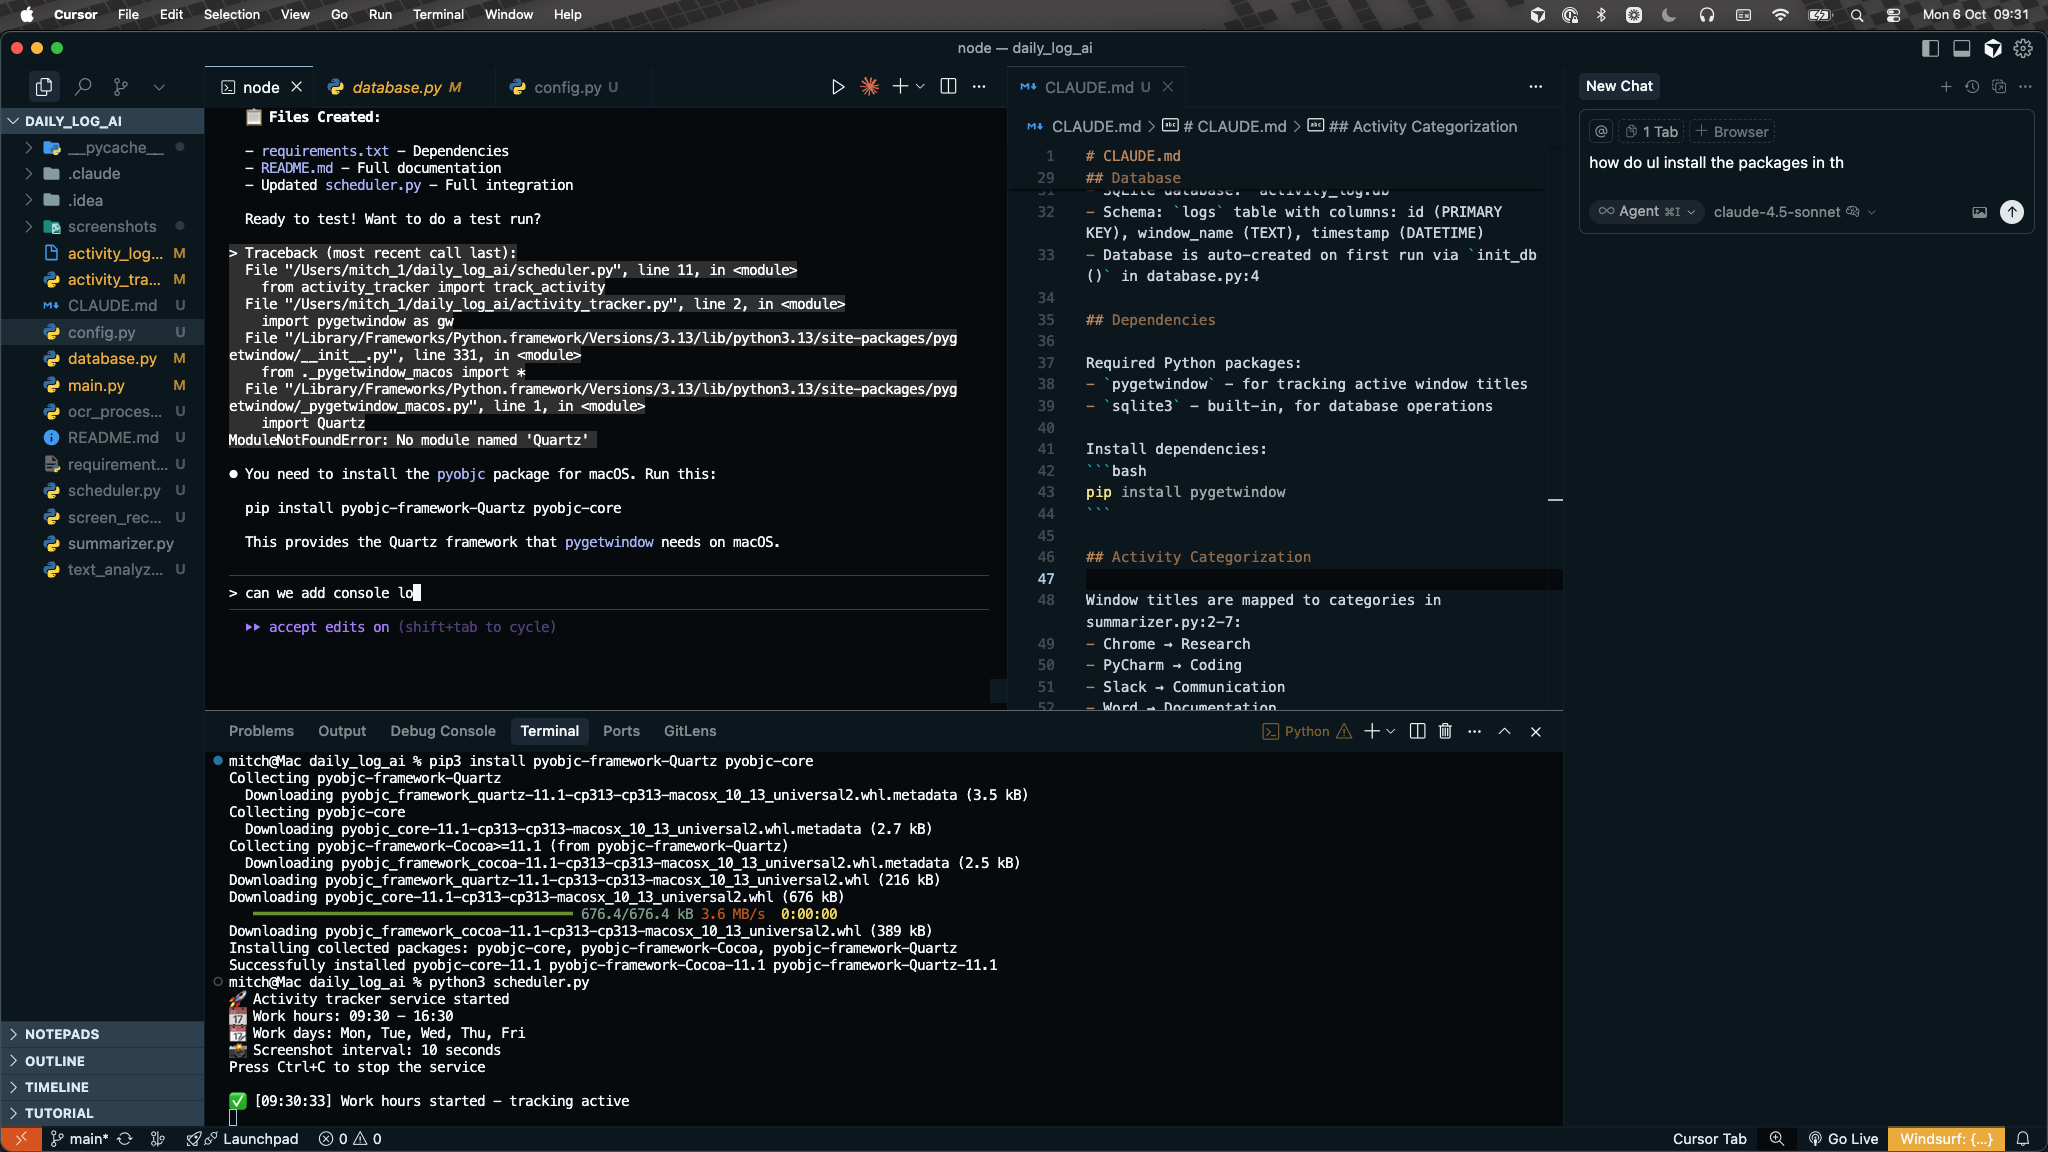 Cursor File Edit Selection View Go Run Terminal Window Help
Mon 6 Oct 09:31
node — daily_log_ai
DAILY_LOG_AI
__pycache__
.claude
.idea
screenshots
activity_log... M
activity_tra... M
CLAUDE.md U
config.py U
database.py M
main.py M
ocr_proces... U
README.md U
requirement... U
scheduler.py U
screen_rec... U
summarizer.py
text_analyz... U
NOTEPADS
OUTLINE
TIMELINE
TUTORIAL
node
database.py M
config.py U
📋 Files Created:
- requirements.txt - Dependencies
- README.md - Full documentation
- Updated scheduler.py - Full integration
Ready to test! Want to do a test run?
> Traceback (most recent call last):
File "/Users/mitch_1/daily_log_ai/scheduler.py", line 11, in <module>
from activity_tracker import track_activity
File "/Users/mitch_1/daily_log_ai/activity_tracker.py", line 2, in <module>
import pygetwindow as gw
File "/Library/Frameworks/Python.framework/Versions/3.13/lib/python3.13/site-packages/pyg
etwindow/__init__.py", line 331, in <module>
from ._pygetwindow_macos import *
File "/Library/Frameworks/Python.framework/Versions/3.13/lib/python3.13/site-packages/pyg
etwindow/_pygetwindow_macos.py", line 1, in <module>
import Quartz
ModuleNotFoundError: No module named 'Quartz'
● You need to install the pyobjc package for macOS. Run this:
pip install pyobjc-framework-Quartz pyobjc-core
This provides the Quartz framework that pygetwindow needs on macOS.
> can we add console lo
▸▸ accept edits on (shift+tab to cycle)
CLAUDE.md U
CLAUDE.md > # CLAUDE.md > ## Activity Categorization
1 # CLAUDE.md
29 ## Database
31 - SQLite database: `activity_log.db`
32 - Schema: `logs` table with columns: id (PRIMARY
KEY), window_name (TEXT), timestamp (DATETIME)
33 - Database is auto-created on first run via `init_db
()` in database.py:4
34
35 ## Dependencies
36
37 Required Python packages:
38 - `pygetwindow` - for tracking active window titles
39 - `sqlite3` - built-in, for database operations
40
41 Install dependencies:
42 ```bash
43 pip install pygetwindow
44 ```
45
46 ## Activity Categorization
47
48 Window titles are mapped to categories in
summarizer.py:2-7:
49 - Chrome → Research
50 - PyCharm → Coding
51 - Slack → Communication
52 - Word → Documentation
New Chat
@ 1 Tab + Browser
how do uI install the packages in th
Agent ⌘I claude-4.5-sonnet
Problems Output Debug Console Terminal Ports GitLens
Python
mitch@Mac daily_log_ai % pip3 install pyobjc-framework-Quartz pyobjc-core
Collecting pyobjc-framework-Quartz
Downloading pyobjc_framework_quartz-11.1-cp313-cp313-macosx_10_13_universal2.whl.metadata (3.5 kB)
Collecting pyobjc-core
Downloading pyobjc_core-11.1-cp313-cp313-macosx_10_13_universal2.whl.metadata (2.7 kB)
Collecting pyobjc-framework-Cocoa>=11.1 (from pyobjc-framework-Quartz)
Downloading pyobjc_framework_cocoa-11.1-cp313-cp313-macosx_10_13_universal2.whl.metadata (2.5 kB)
Downloading pyobjc_framework_quartz-11.1-cp313-cp313-macosx_10_13_universal2.whl (216 kB)
Downloading pyobjc_core-11.1-cp313-cp313-macosx_10_13_universal2.whl (676 kB)
676.4/676.4 kB 3.6 MB/s 0:00:00
Downloading pyobjc_framework_cocoa-11.1-cp313-cp313-macosx_10_13_universal2.whl (389 kB)
Installing collected packages: pyobjc-core, pyobjc-framework-Cocoa, pyobjc-framework-Quartz
Successfully installed pyobjc-core-11.1 pyobjc-framework-Cocoa-11.1 pyobjc-framework-Quartz-11.1
mitch@Mac daily_log_ai % python3 scheduler.py
🚀 Activity tracker service started
📅 Work hours: 09:30 - 16:30
📆 Work days: Mon, Tue, Wed, Thu, Fri
📸 Screenshot interval: 10 seconds
Press Ctrl+C to stop the service
✅ [09:30:33] Work hours started - tracking active
main* Launchpad 0 0
Cursor Tab Go Live Windsurf: {...}